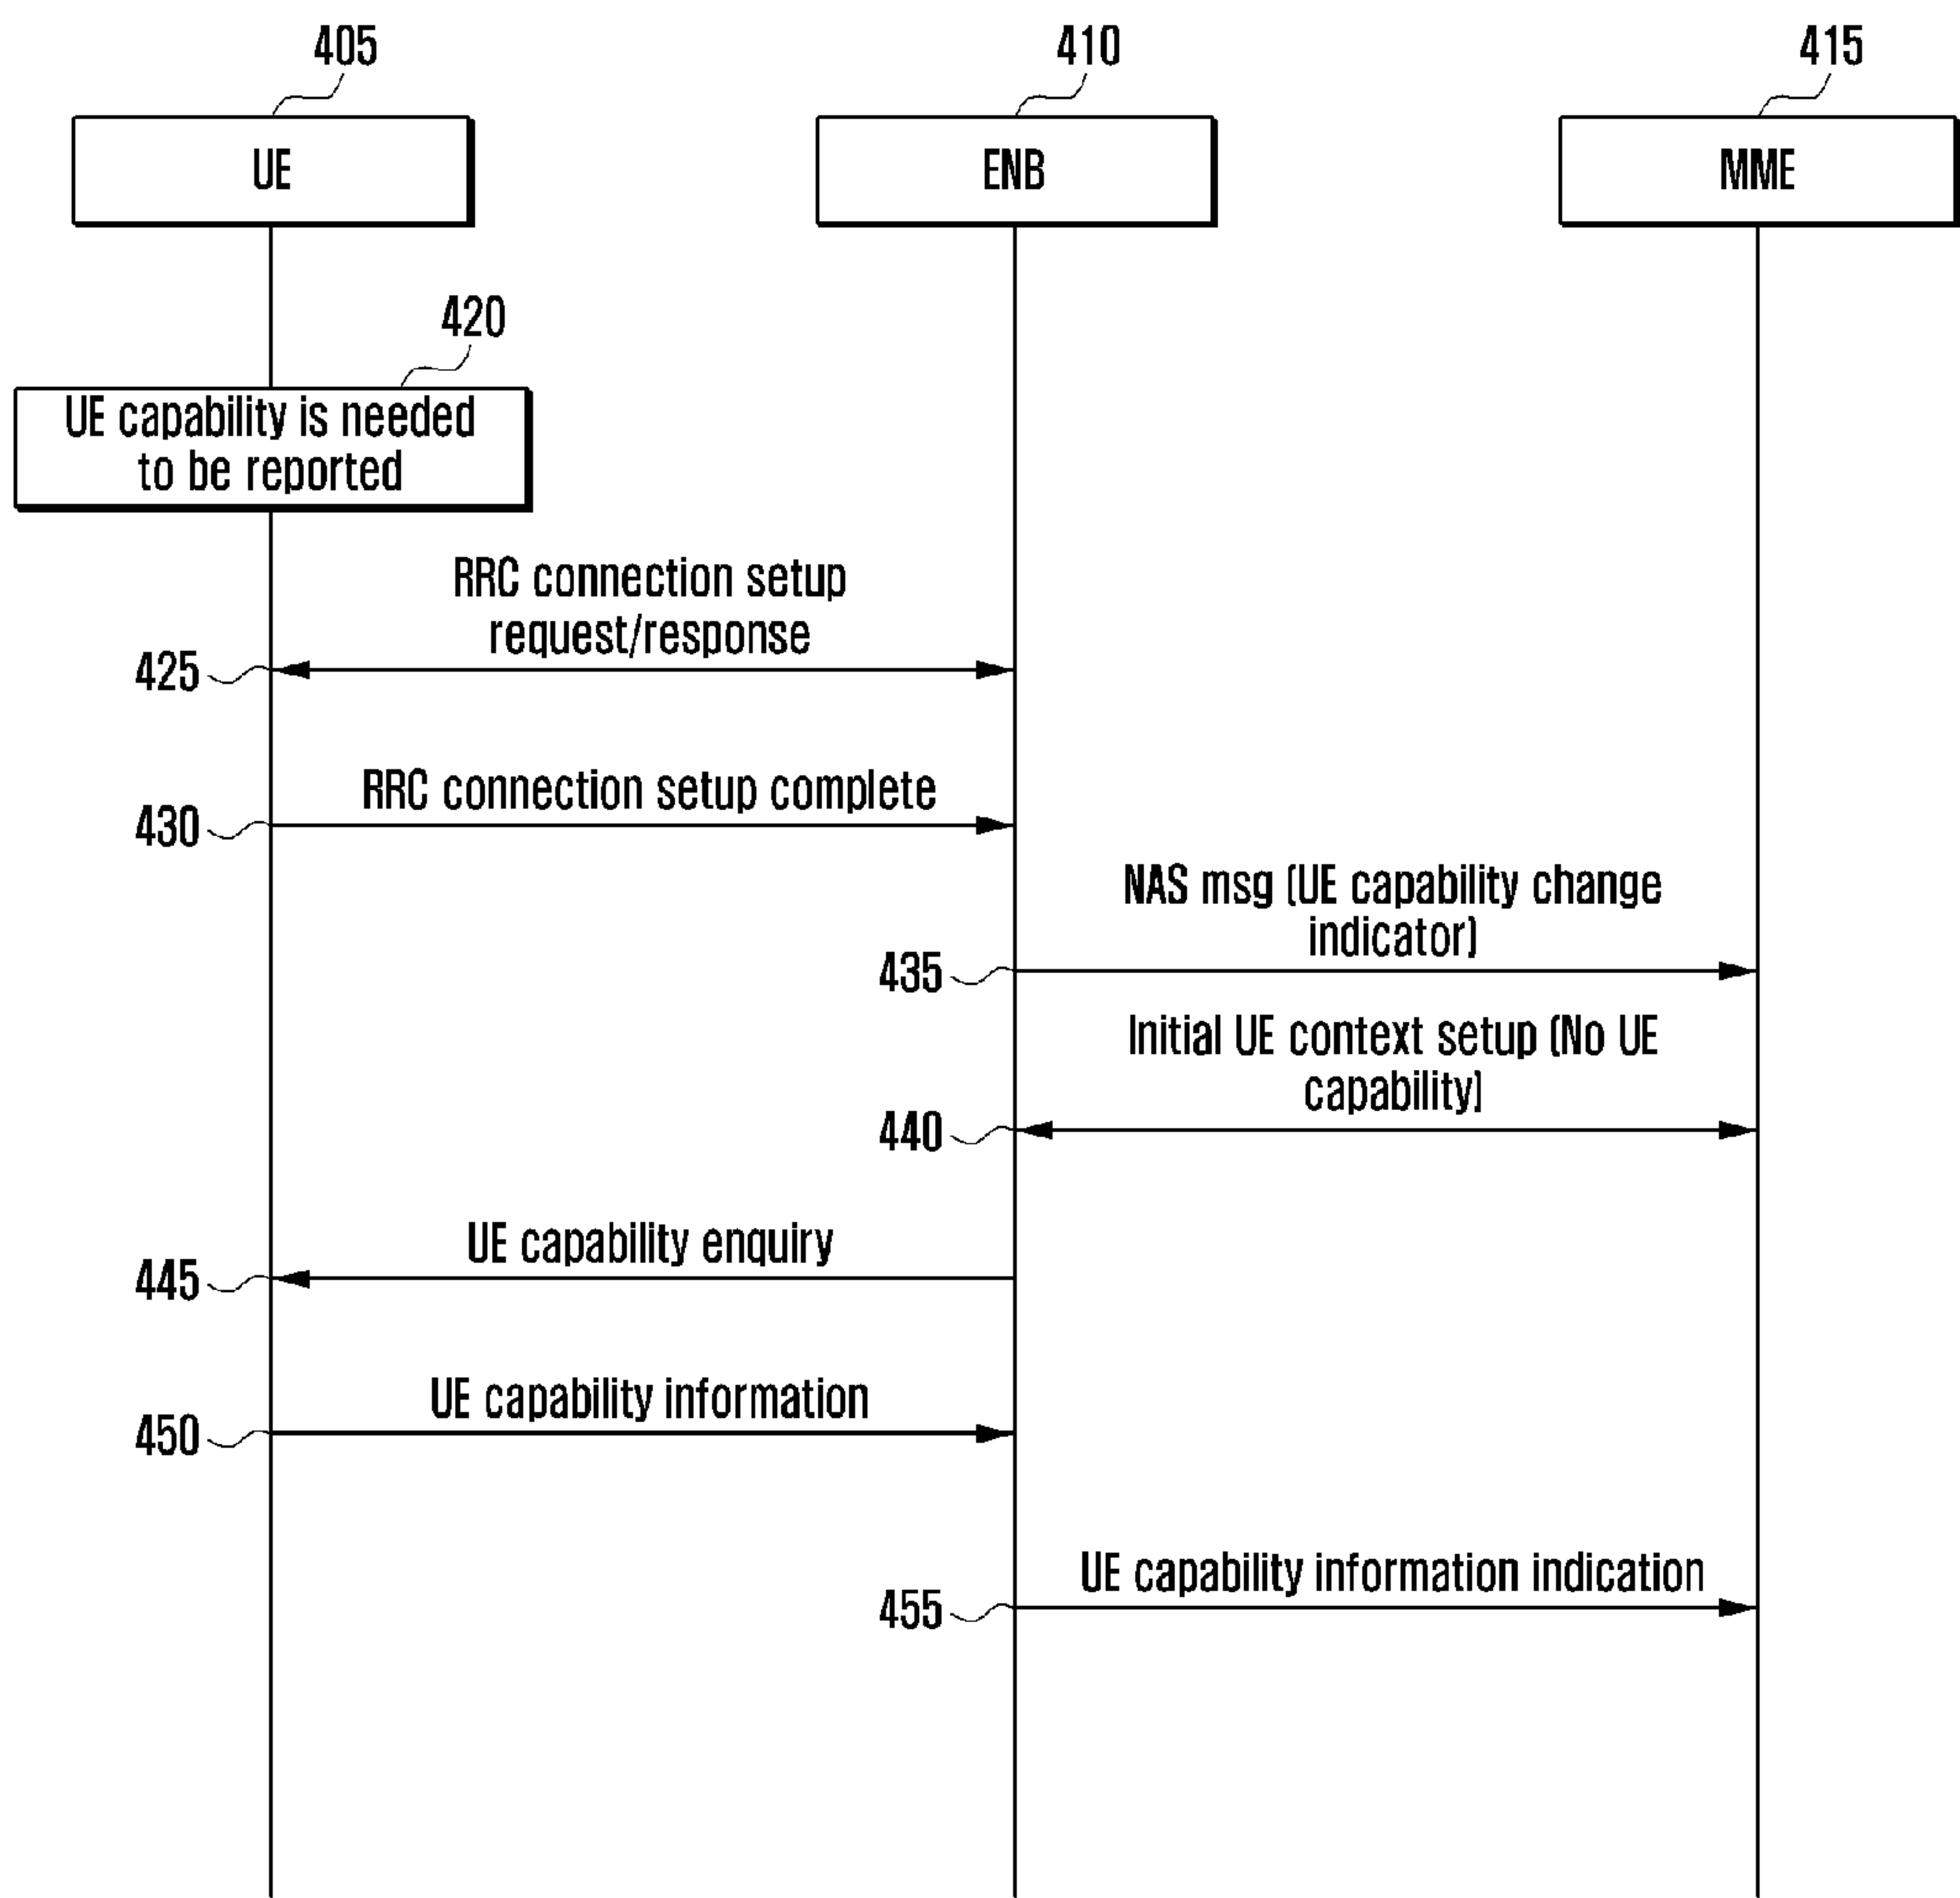 405
410
415
UE
ENB
MME
420
UE capability is needed
to be reported
RRC connection setup
request/response
425
RRC connection setup complete
430
NAS msg (UE capability change
indicator)
435
Initial UE context setup (No UE
capability)
440
UE capability enquiry
445
UE capability information
450
UE capability information indication
455